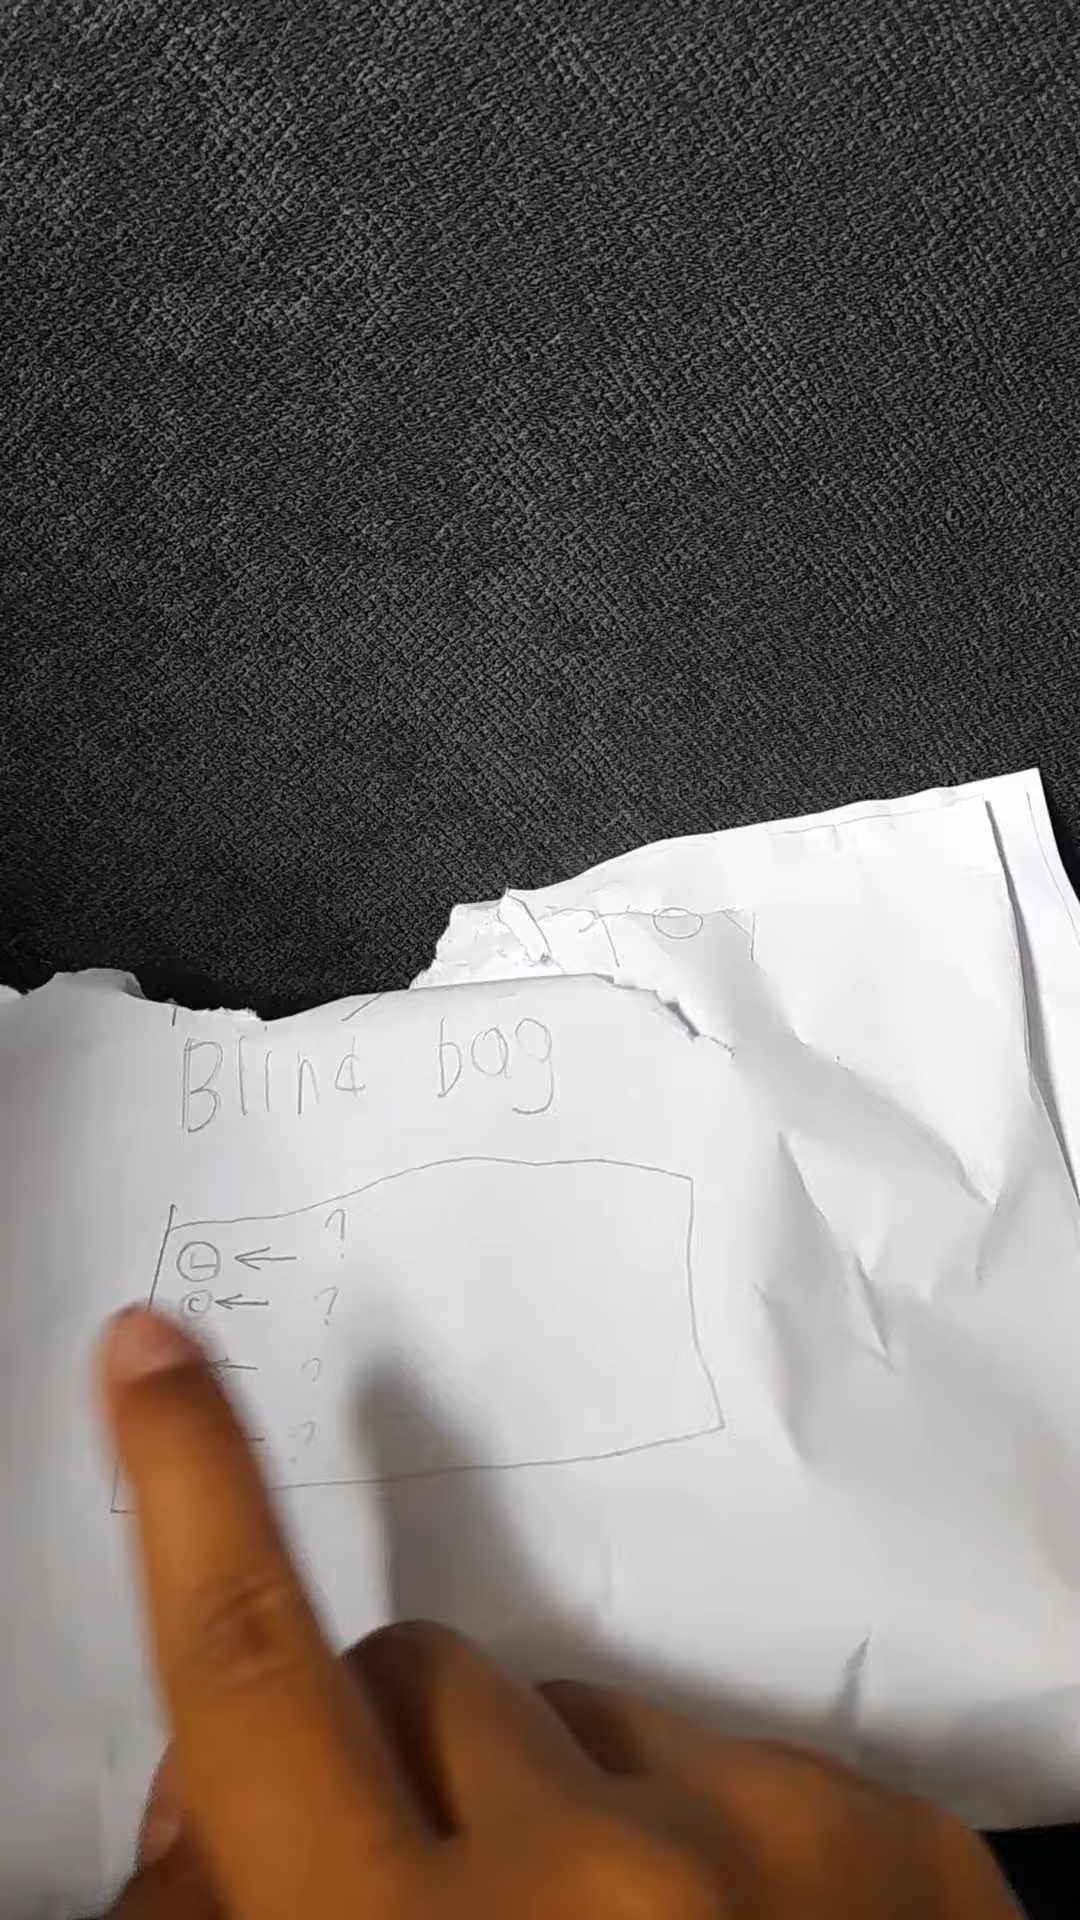 Blind bag
L ← ?
C ← ?
← ?
← ?